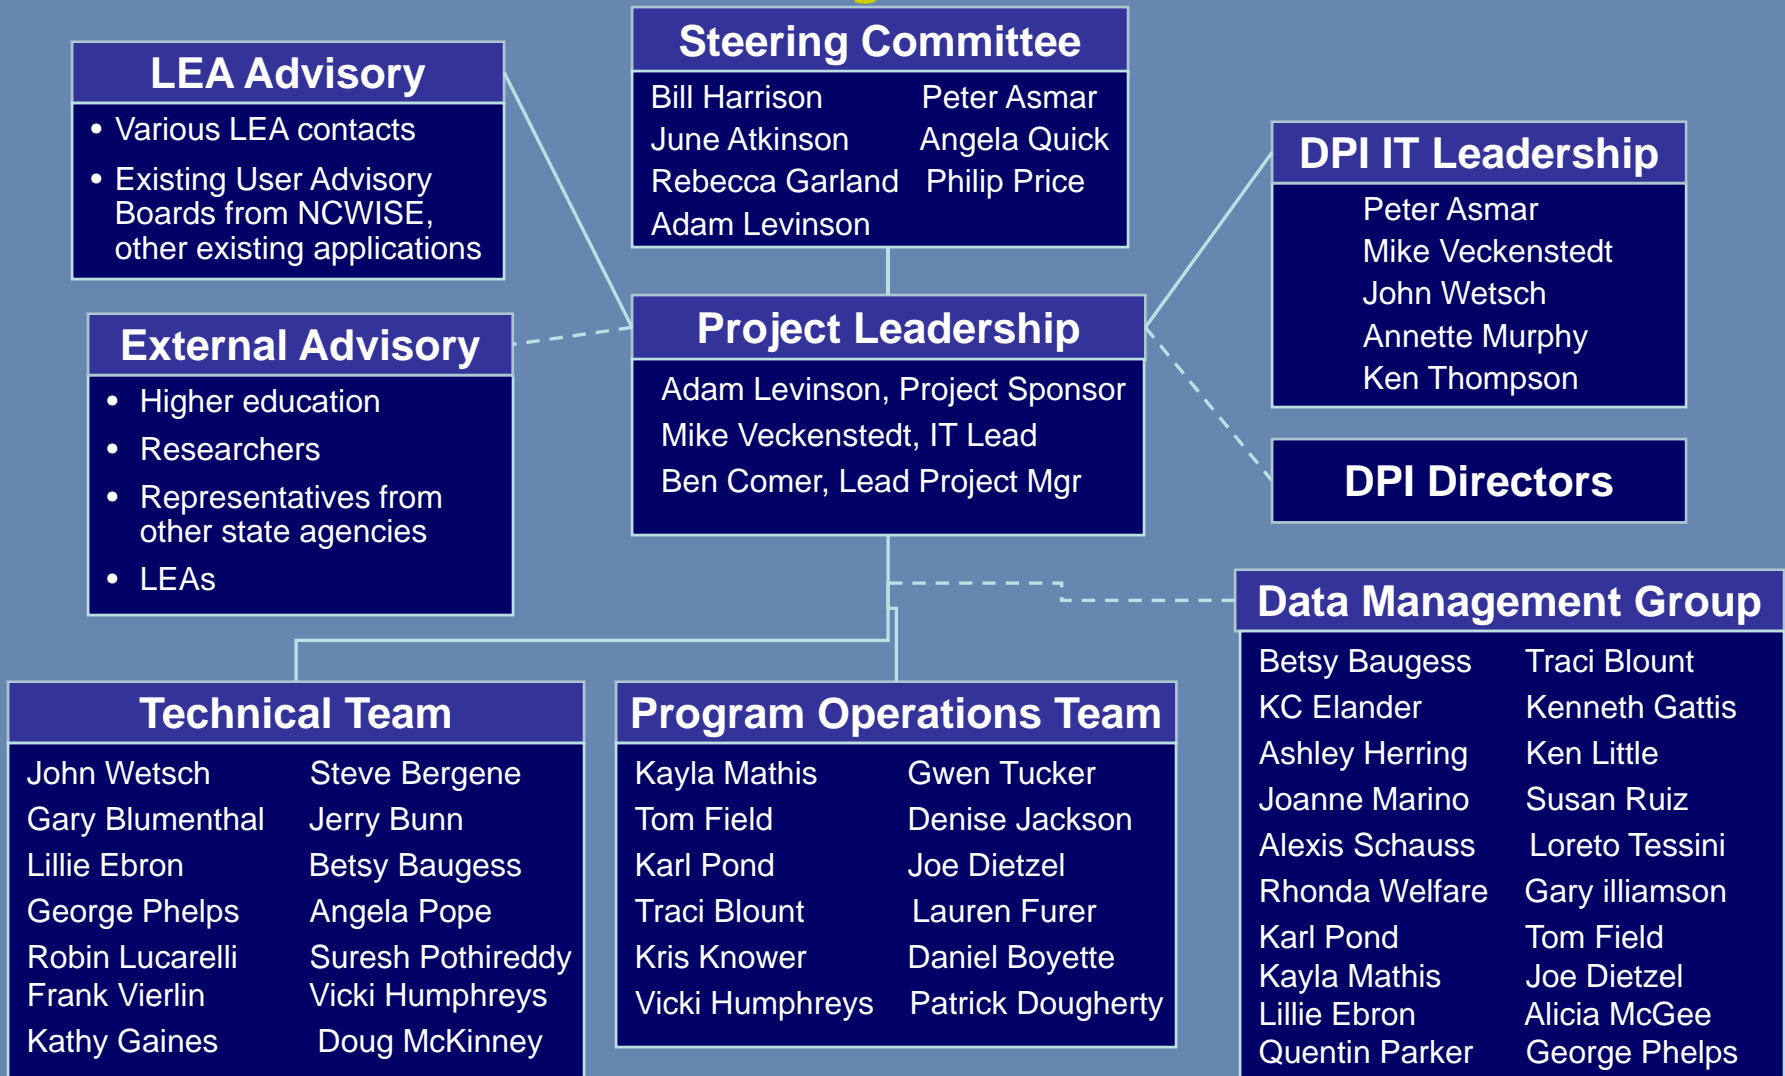 Steering Committee
Bill Harrison Peter Asmar
June Atkinson Angela Quick
Rebecca Garland Philip Price
Adam Levinson
LEA Advisory
• Various LEA contacts
• Existing User Advisory
Boards from NCWISE,
other existing applications
DPI IT Leadership
Peter Asmar
Mike Veckenstedt
John Wetsch
Annette Murphy
Ken Thompson
External Advisory
• Higher education
• Researchers
• Representatives from
other state agencies
• LEAs
Project Leadership
Adam Levinson, Project Sponsor
Mike Veckenstedt, IT Lead
Ben Comer, Lead Project Mgr
DPI Directors
Technical Team
John Wetsch Steve Bergene
Gary Blumenthal Jerry Bunn
Lillie Ebron Betsy Baugess
George Phelps Angela Pope
Robin Lucarelli Suresh Pothireddy
Frank Vierlin Vicki Humphreys
Kathy Gaines Doug McKinney
Program Operations Team
Kayla Mathis Gwen Tucker
Tom Field Denise Jackson
Karl Pond Joe Dietzel
Traci Blount Lauren Furer
Kris Knower Daniel Boyette
Vicki Humphreys Patrick Dougherty
Data Management Group
Betsy Baugess Traci Blount
KC Elander Kenneth Gattis
Ashley Herring Ken Little
Joanne Marino Susan Ruiz
Alexis Schauss Loreto Tessini
Rhonda Welfare Gary illiamson
Karl Pond Tom Field
Kayla Mathis Joe Dietzel
Lillie Ebron Alicia McGee
Quentin Parker George Phelps